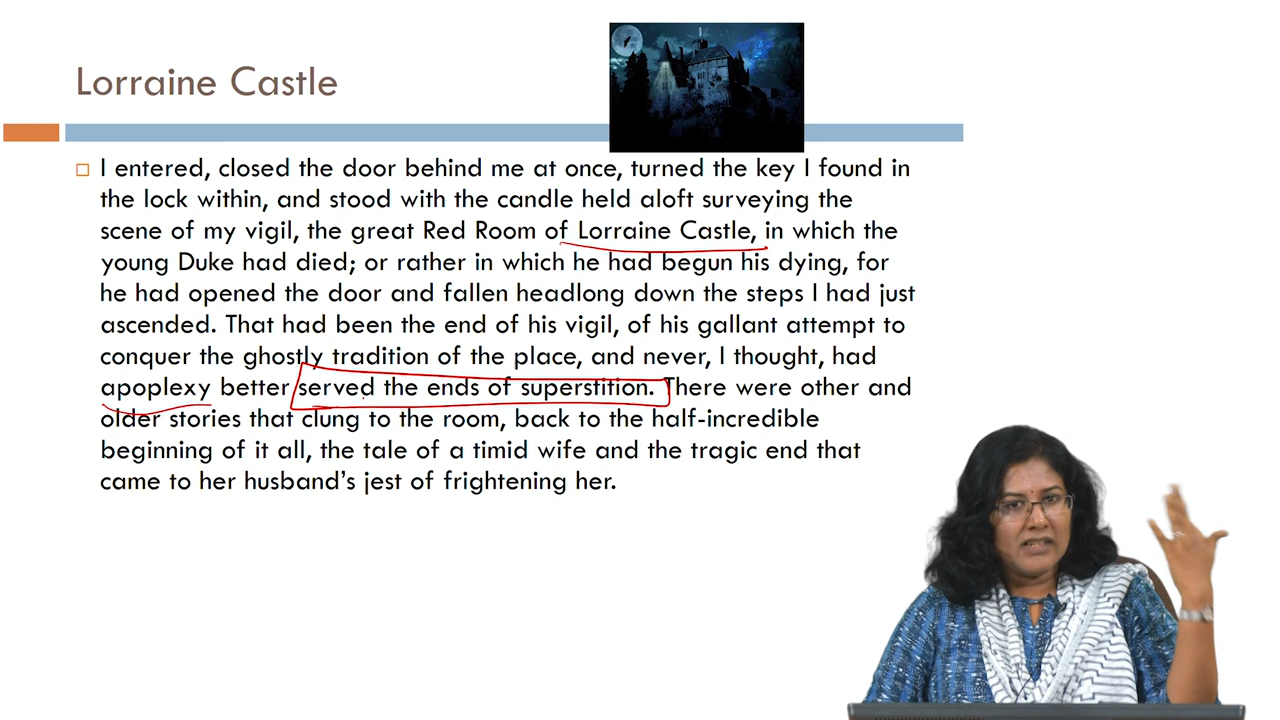 Lorraine Castle
I entered, closed the door behind me at once, turned the key I found in
the lock within, and stood with the candle held aloft surveying the
scene of my vigil, the great Red Room of Lorraine Castle, in which the
young Duke had died; or rather in which he had begun his dying, for
he had opened the door and fallen headlong down the steps I had just
ascended. That had been the end of his vigil, of his gallant attempt to
conquer the ghostly tradition of the place, and never, I thought, had
apoplexy better served the ends of superstition. There were other and
older stories that clung to the room, back to the half-incredible
beginning of it all, the tale of a timid wife and the tragic end that
came to her husband’s jest of frightening her.